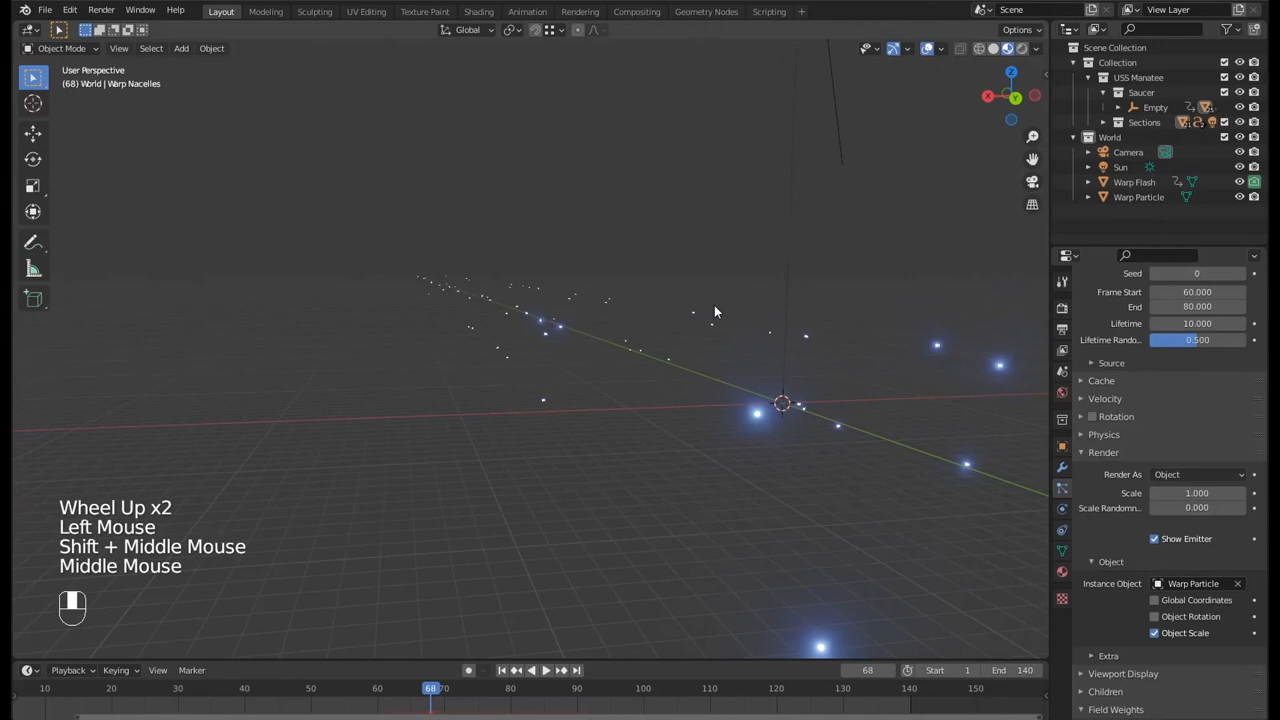 File Edit Render Window Help Layout Modeling Sculpting UV Editing Texture Paint Shading Animation Rendering Compositing Geometry Nodes Scripting + Scene View Layer
Global Options
Object Mode View Select Add Object
User Perspective
(68) World | Warp Nacelles
Z
X
Y
Scene Collection
Collection
USS Manatee
Saucer
Empty
Sections
World
Camera
Sun
Warp Flash
Warp Particle
Seed 0
Frame Start 60.000
End 80.000
Lifetime 10.000
Lifetime Rando... 0.500
Source
Cache
Velocity
Rotation
Physics
Render
Render As Object
Scale 1.000
Scale Randomn... 0.000
Show Emitter
Object
Instance Object Warp Particle
Global Coordinates
Object Rotation
Object Scale
Extra
Viewport Display
Children
Field Weights
Wheel Up x2
Left Mouse
Shift + Middle Mouse
Middle Mouse
Playback Keying View Marker 68 Start 1 End 140
10 20 30 40 50 60 68 70 80 90 100 110 120 130 140 150